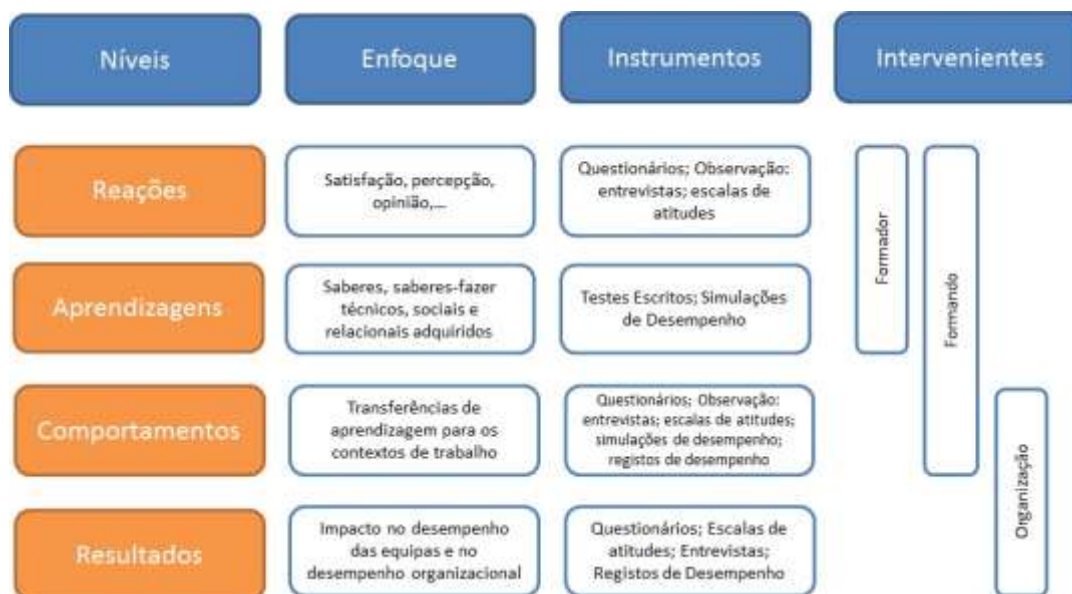 Níveis
Enfoque
Instrumentos
Intervenientes
Reações
Satisfação, percepção,
opinião,...
Questionários; Observação:
entrevistas; escalas de
atitudes
Aprendizagens
Saberes, saberes-fazer
técnicos, sociais e
relacionais adquiridos
Testes Escritos; Simulações
de Desempenho
Comportamentos
Transferências de
aprendizagem para os
contextos de trabalho
Questionários; Observação:
entrevistas; escalas de atitudes;
simulações de desempenho;
registos de desempenho
Resultados
Impacto no desempenho
das equipas e no
desempenho organizacional
Questionários; Escalas de
atitudes; Entrevistas;
Registos de Desempenho
Formador
Formando
Organização